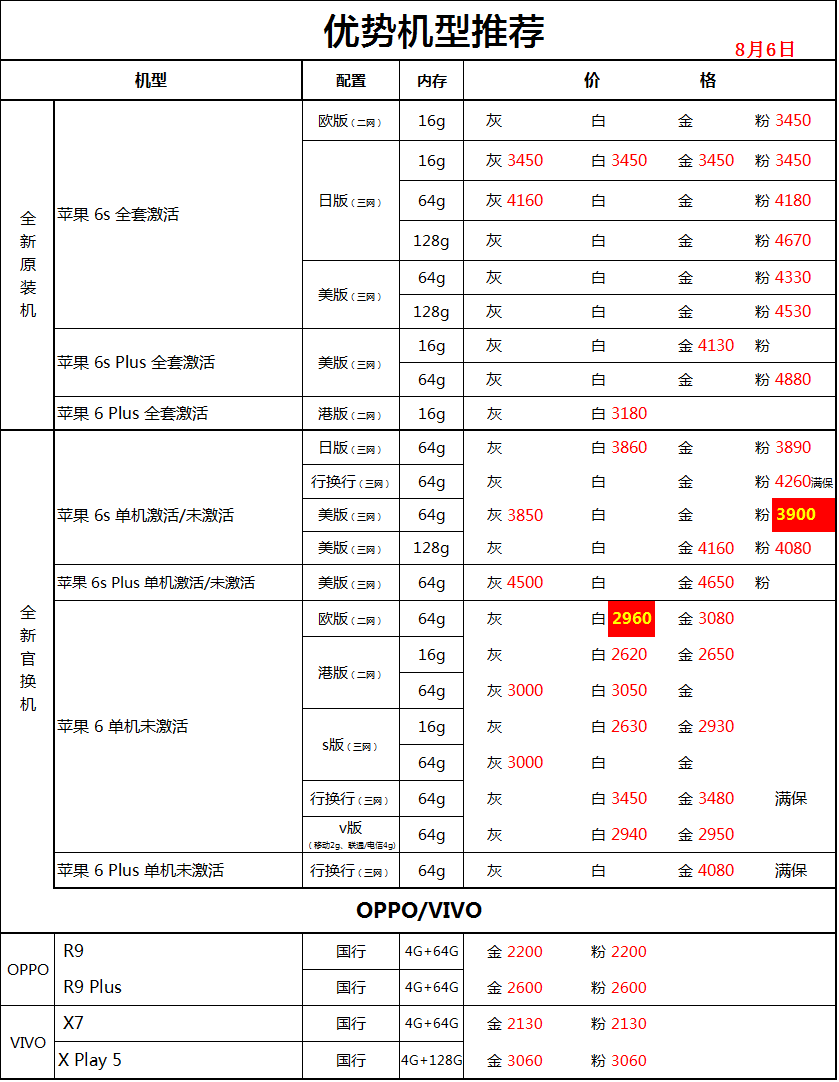 优势机型推荐
8月6日
机型 配置 内存 价 格
全新原装机
苹果 6s 全套激活
欧版（二网） 16g 灰 白 金 粉 3450
日版（三网） 16g 灰 3450 白 3450 金 3450 粉 3450
64g 灰 4160 白 金 粉 4180
128g 灰 白 金 粉 4670
美版（三网） 64g 灰 白 金 粉 4330
128g 灰 白 金 粉 4530
苹果 6s Plus 全套激活 美版（三网） 16g 灰 白 金 4130 粉
64g 灰 白 金 粉 4880
苹果 6 Plus 全套激活 港版（二网） 16g 灰 白 3180
全新官换机
苹果 6s 单机激活/未激活
日版（三网） 64g 灰 白 3860 金 粉 3890
行换行（三网） 64g 灰 白 金 粉 4260满保
美版（三网） 64g 灰 3850 白 金 粉 3900
美版（三网） 128g 灰 白 金 4160 粉 4080
苹果 6s Plus 单机激活/未激活 美版（三网） 64g 灰 4500 白 金 4650 粉
苹果 6 单机未激活
欧版（二网） 64g 灰 白 2960 金 3080
港版（二网） 16g 灰 白 2620 金 2650
64g 灰 3000 白 3050 金
s版（三网） 16g 灰 白 2630 金 2930
64g 灰 3000 白 金
行换行（三网） 64g 灰 白 3450 金 3480 满保
v版
（移动2g、联通/电信4g） 64g 灰 白 2940 金 2950
苹果 6 Plus 单机未激活 行换行（三网） 64g 灰 白 金 4080 满保
OPPO/VIVO
OPPO
R9 国行 4G+64G 金 2200 粉 2200
R9 Plus 国行 4G+64G 金 2600 粉 2600
VIVO
X7 国行 4G+64G 金 2130 粉 2130
X Play 5 国行 4G+128G 金 3060 粉 3060